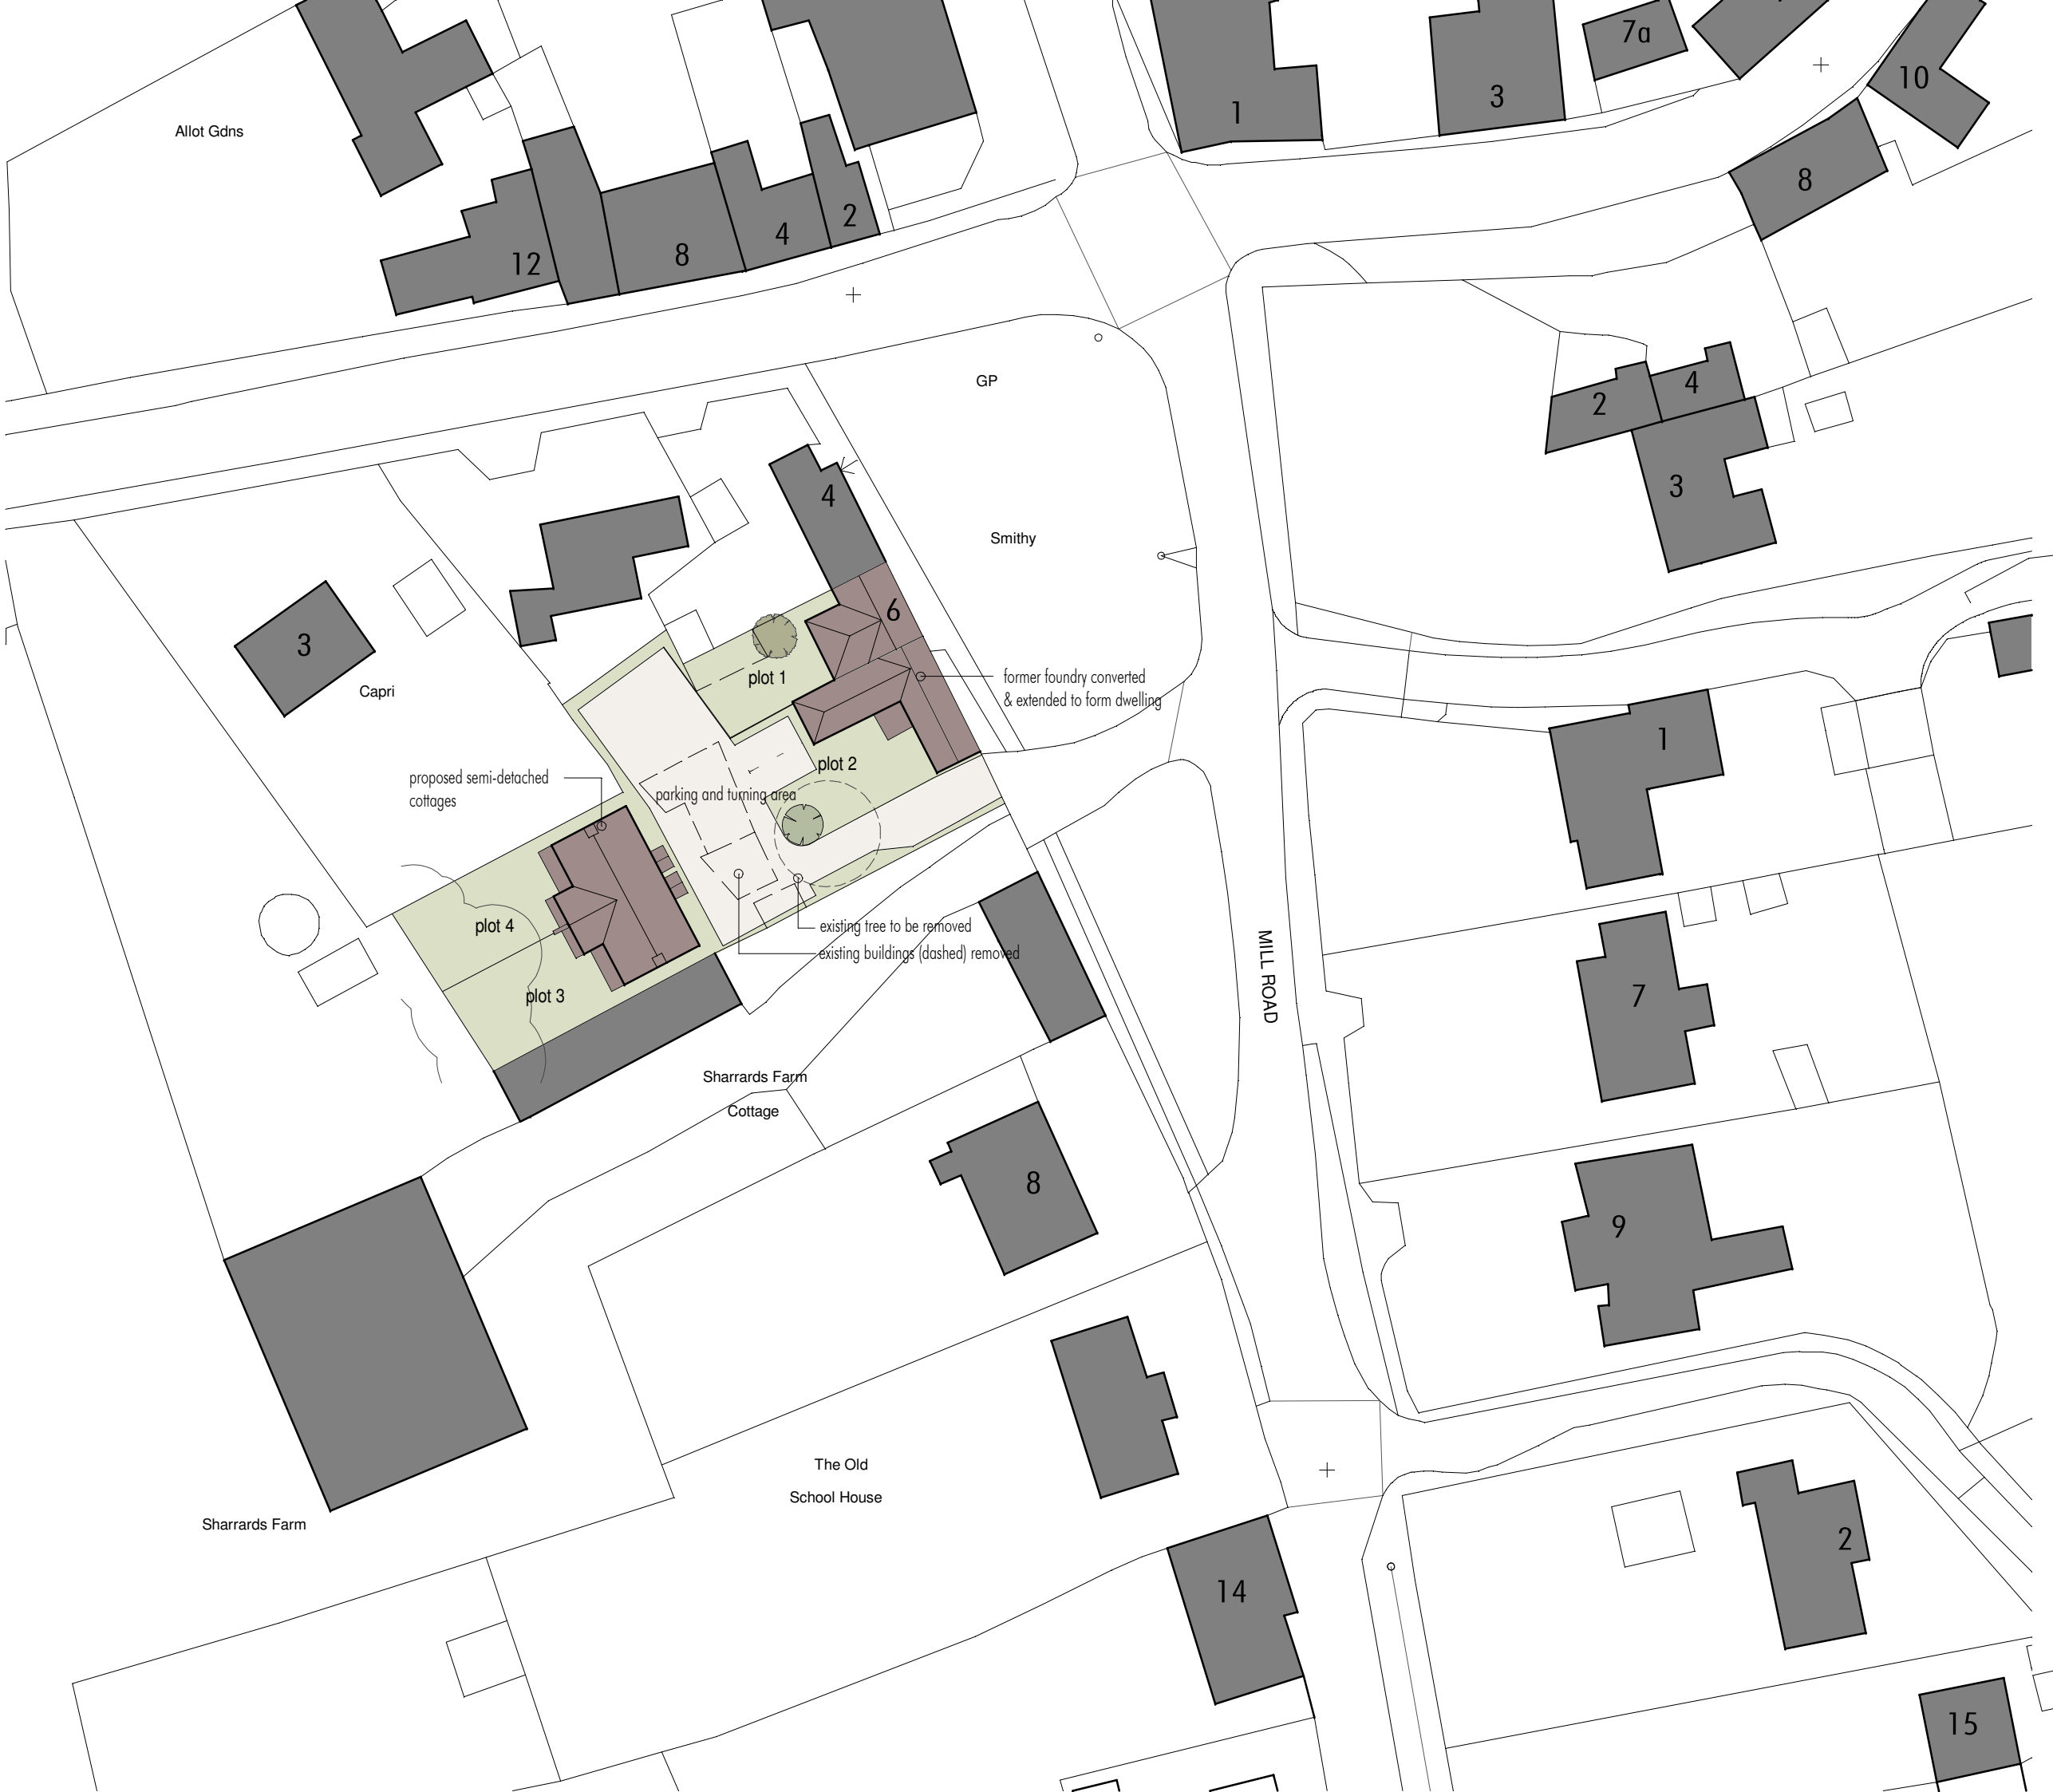 7a
1
3
10
Allot Gdns
8
2
4
8
12
GP
4
2
4
3
Smithy
6
3
Capri
plot 1
former foundry converted
& extended to form dwelling
1
plot 2
proposed semi-detached
cottages
parking and turning area
plot 4
existing tree to be removed
existing buildings (dashed) removed
MILL ROAD
plot 3
7
Sharrards Farm
Cottage
8
9
The Old
School House
Sharrards Farm
2
14
15